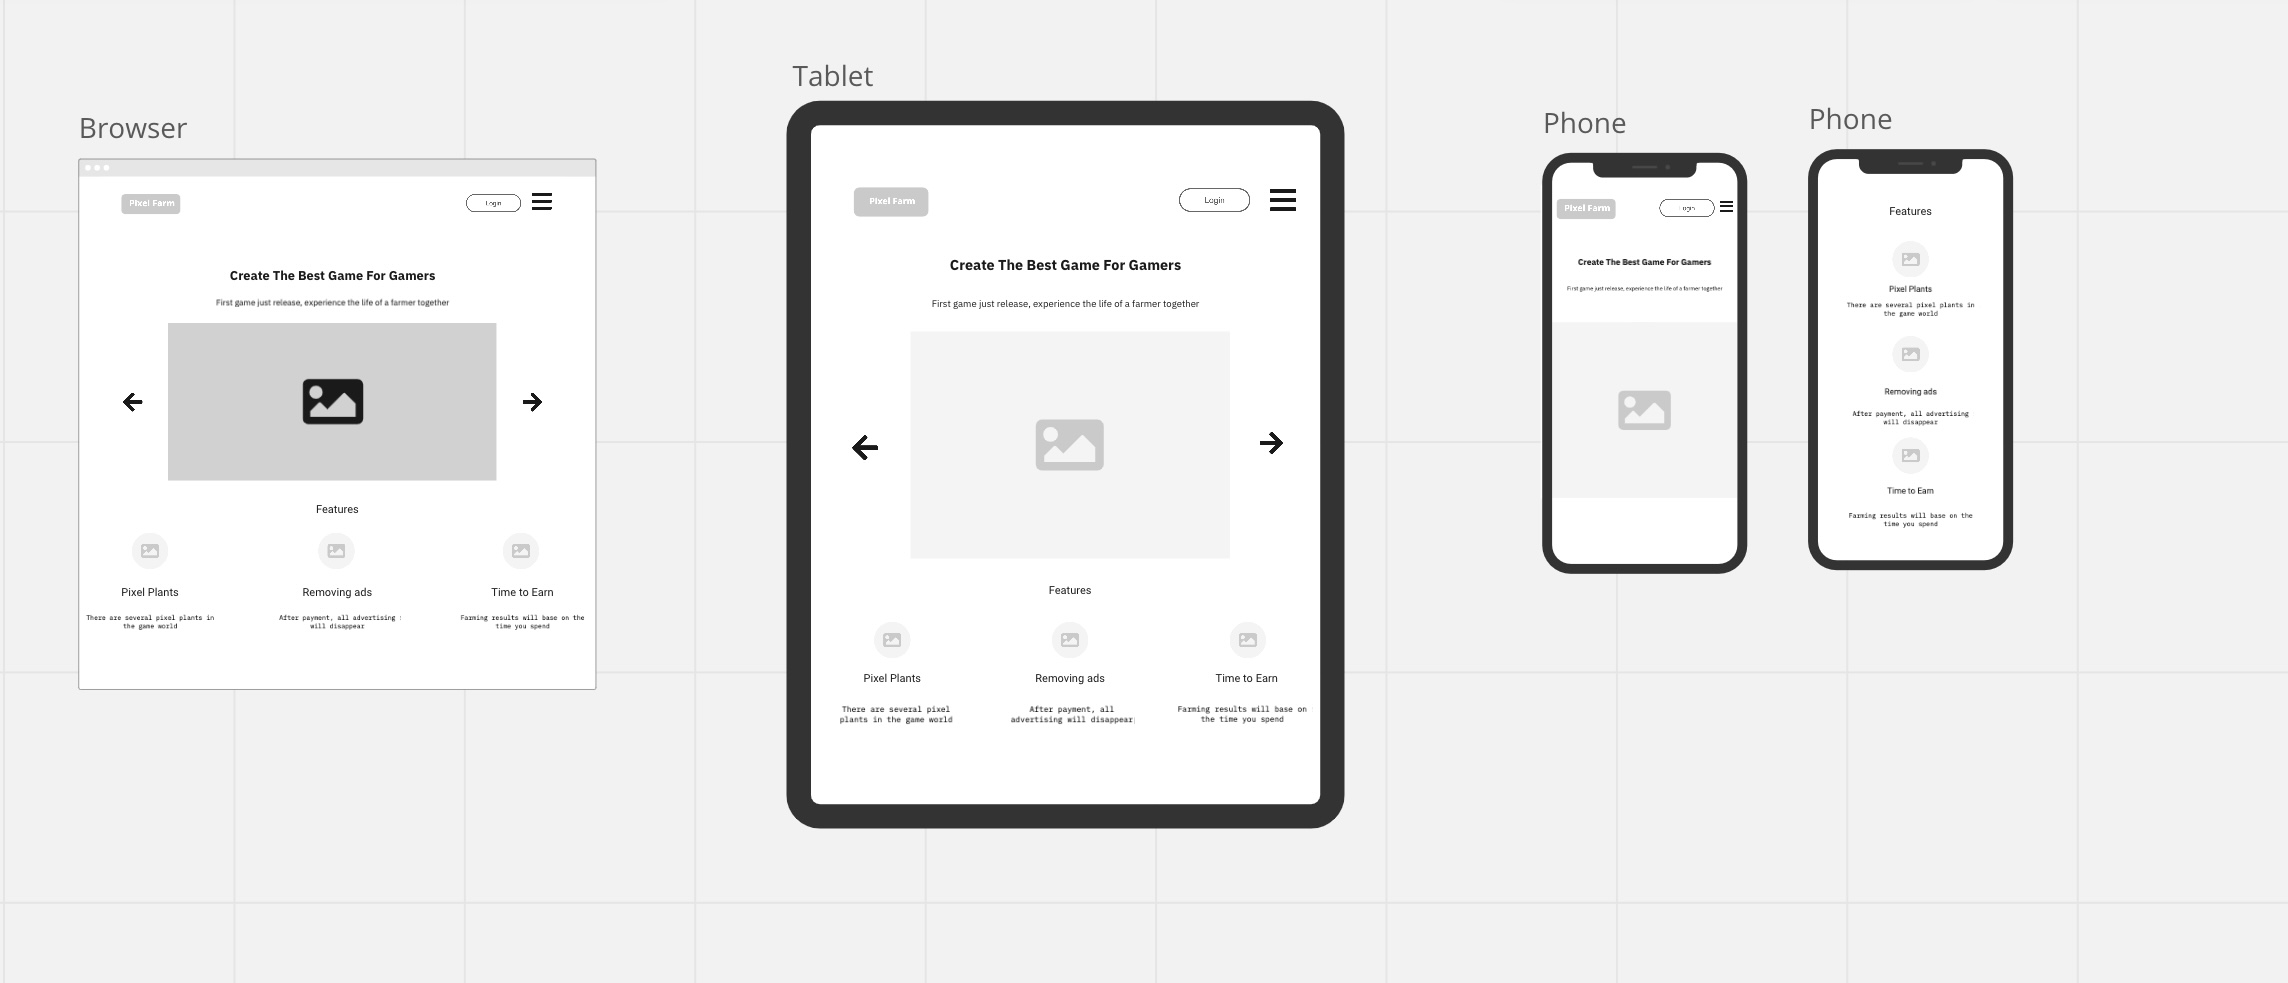 Browser
Pixel Farm
Login
Create The Best Game For Gamers
First game just release, experience the life of a farmer together
Features
Pixel Plants
Removing ads
Time to Earn
There are several pixel plants in
the game world
After payment, all advertising
will disappear
Farming results will base on the
time you spend
Tablet
Pixel Farm
Login
Create The Best Game For Gamers
First game just release, experience the life of a farmer together
Features
Pixel Plants
Removing ads
Time to Earn
There are several pixel
plants in the game world
After payment, all
advertising will disappear
Farming results will base on
the time you spend
Phone
Pixel Farm
Login
Create The Best Game For Gamers
First game just release, experience the life of a farmer together
Phone
Features
Pixel Plants
There are several pixel plants in
the game world
Removing ads
After payment, all advertising
will disappear
Time to Earn
Farming results will base on the
time you spend